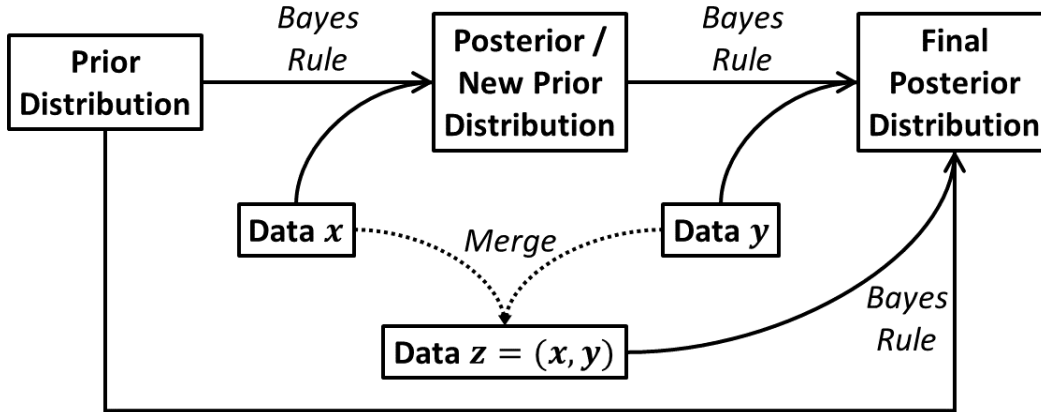 Prior
Distribution
Bayes
Rule
Posterior /
New Prior
Distribution
Bayes
Rule
Final
Posterior
Distribution
Data x
Merge
Data y
Data z = (x, y)
Bayes
Rule